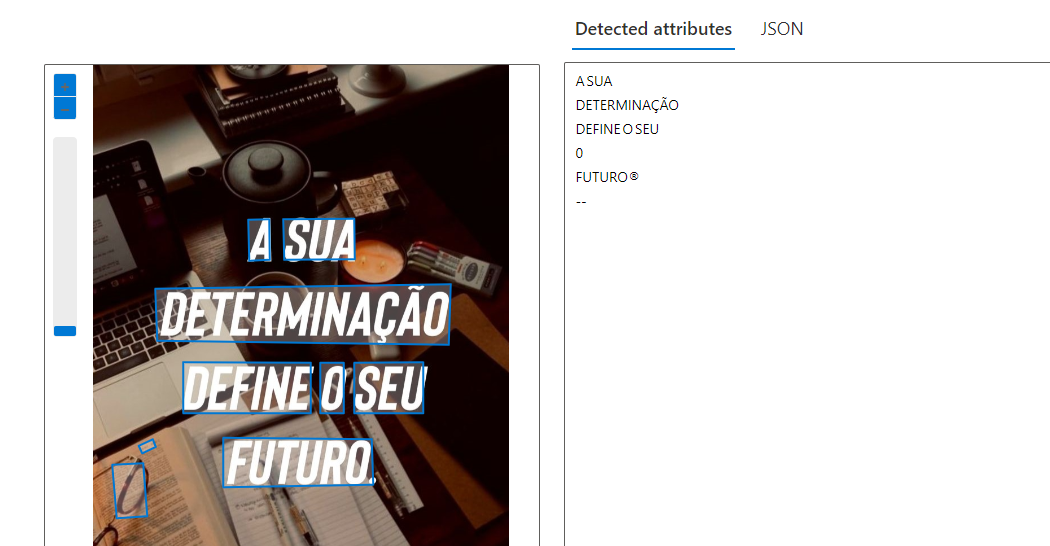 Detected attributes JSON
+
-
A SUA
DETERMINAÇÃO
DEFINE O SEU
FUTURO.
A SUA
DETERMINAÇÃO
DEFINE O SEU
0
FUTURO®
--